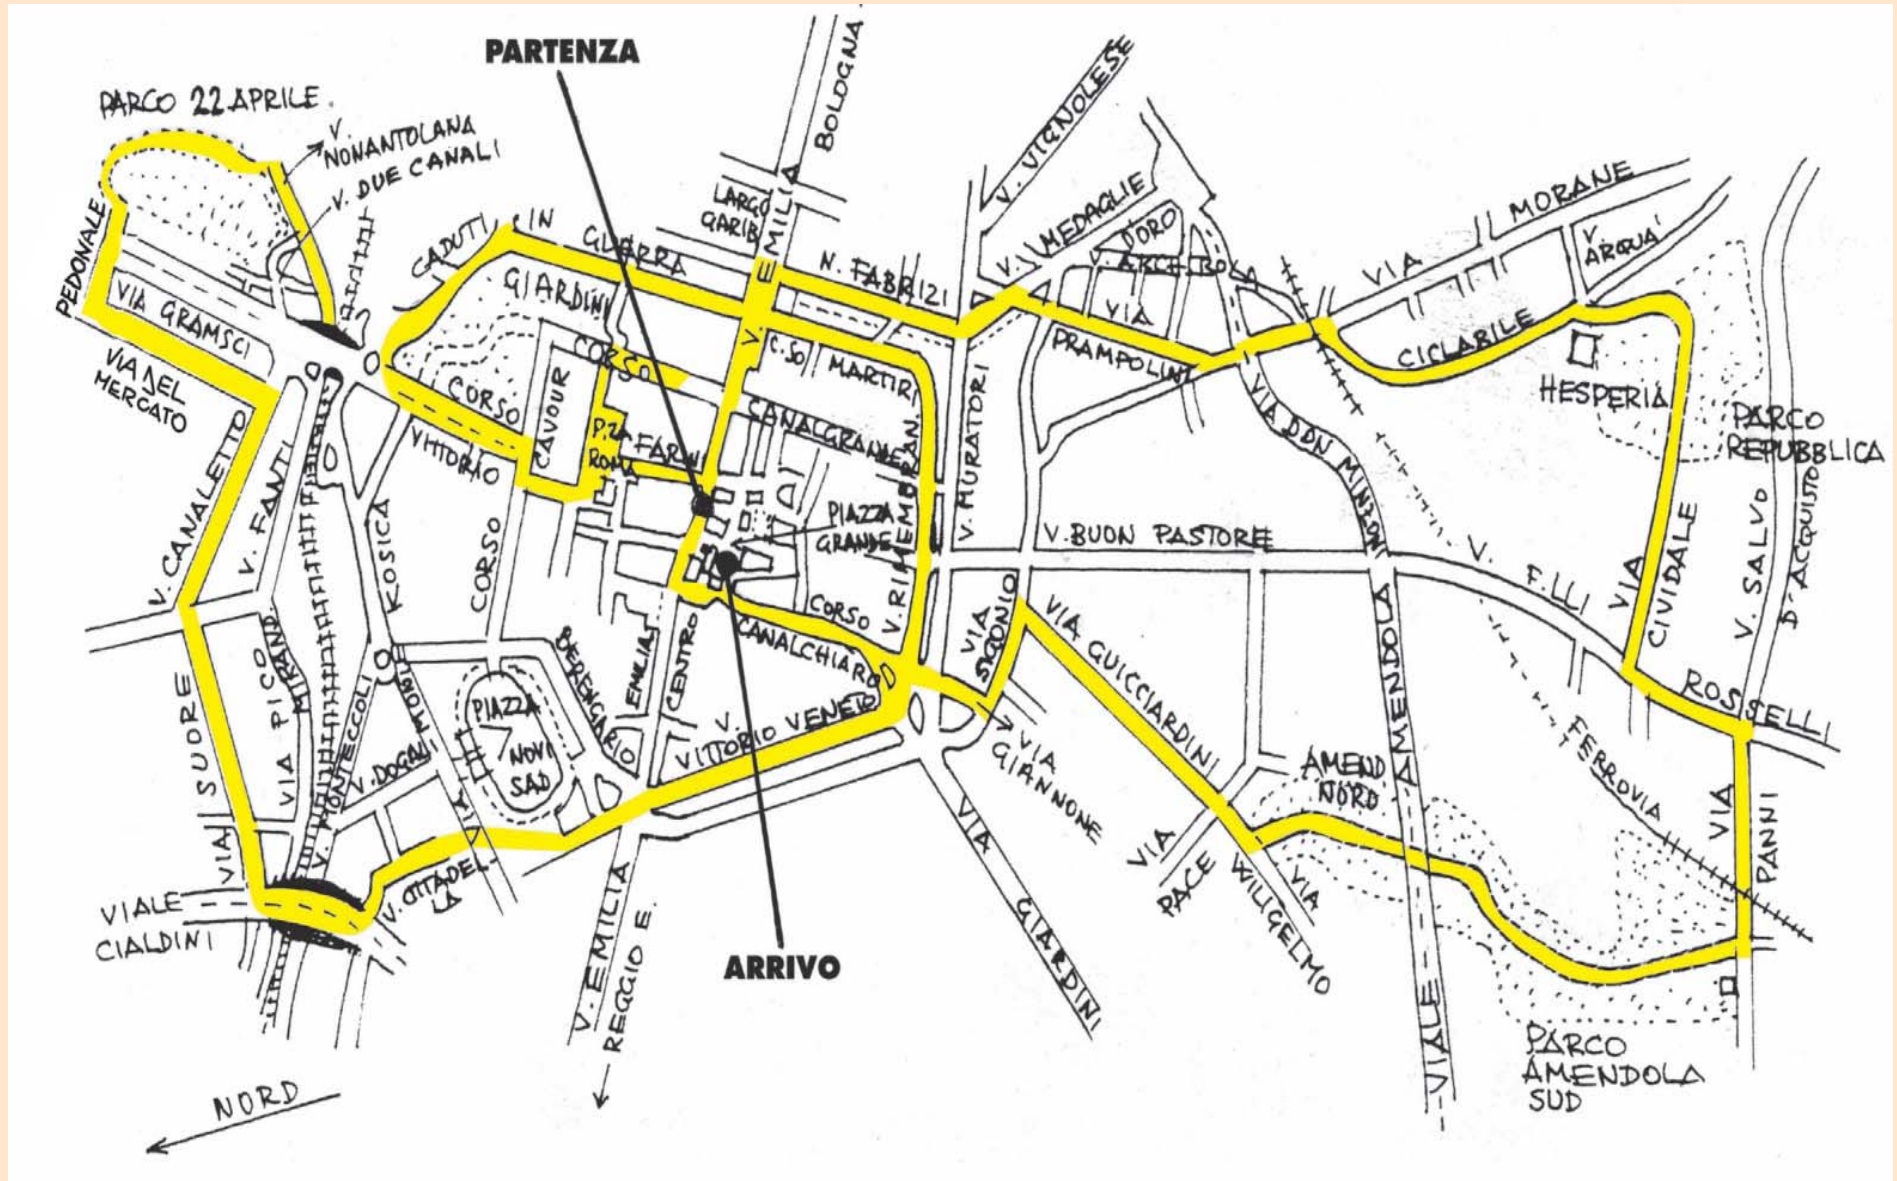 PARTENZA
BOLOGNA
V. VIGNOLESE
PARCO 22 APRILE.
V.
NONANTOLANA
V. DUE CANALI
LARGO
GARIB
EMILIA
V.
V. MEDAGLIE
D'ORO
V. ARCHIROLA
VIA MORANE
V.
ARQUA'
PEDONALE
CADUTI IN GUERRA
N. FABRIZI
GIARDINI
VIA GRAMSCI
VIA DEL
MERCATO
CORSO
VITTORIO
CAVOUR
CORSO
P.ZA
ROMA
FARINI
C.SO MARTIRI
CANALGRANDE
V. RIMEMBRAN.
V. MURATORI
VIA
PRAMPOLINI
CICLABILE
HESPERIA
PARCO
REPUBBLICA
VIA DON MINZONI
V. CANALETTO
V. FANTI
KOSICA
CORSO
PIAZZA
GRANDE
V. BUON PASTORE
V. F.LLI ROSSELLI
VIA
CIVIDALE
V. SALVO
D'ACQUISTO
CORSO
CANALCHIARO
VIA
SIGONIO
VIA GUICCIARDINI
VIALE AMENDOLA
VIA SUORE
VIA PICO
MIRAND.
V. MONTECCOLI
V. DOGALI
VIA
PIAZZA
NOVI
SAD
BERENGARIO
EMILIA
CENTRO
V.
VITTORIO VENETO
VIA
GIANNONE
VIA GIARDINI
AMEND
NORD
FERROVIA
VIA PANNI
VIA
PACE
VIA
WILIGELMO
V. CITTADEL-
LA
VIALE
CIALDINI
V. EMILIA
REGGIO E.
ARRIVO
PARCO
AMENDOLA
SUD
NORD